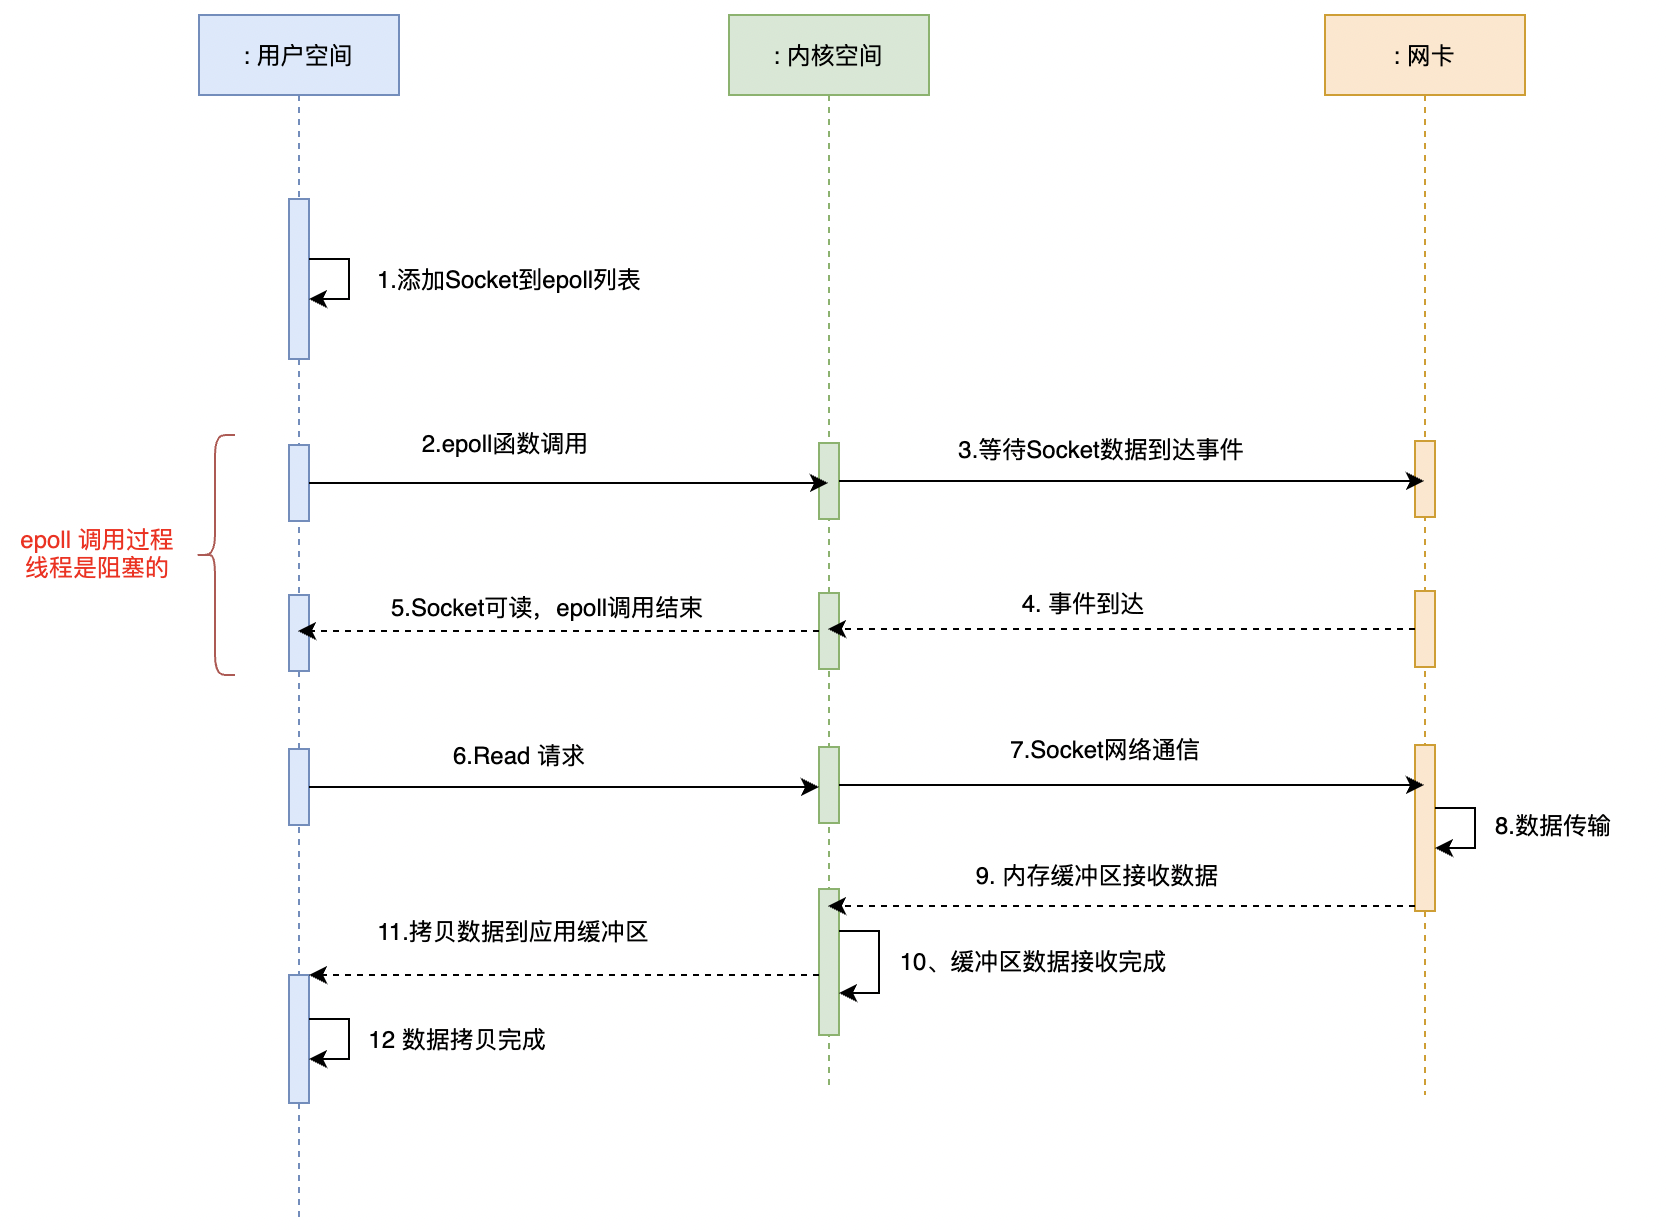 : 用户空间
: 内核空间
: 网卡
1.添加Socket到epoll列表
2.epoll函数调用
3.等待Socket数据到达事件
epoll 调用过程
线程是阻塞的
4. 事件到达
5.Socket可读，epoll调用结束
6.Read 请求
7.Socket网络通信
8.数据传输
9. 内存缓冲区接收数据
11.拷贝数据到应用缓冲区
10、缓冲区数据接收完成
12 数据拷贝完成